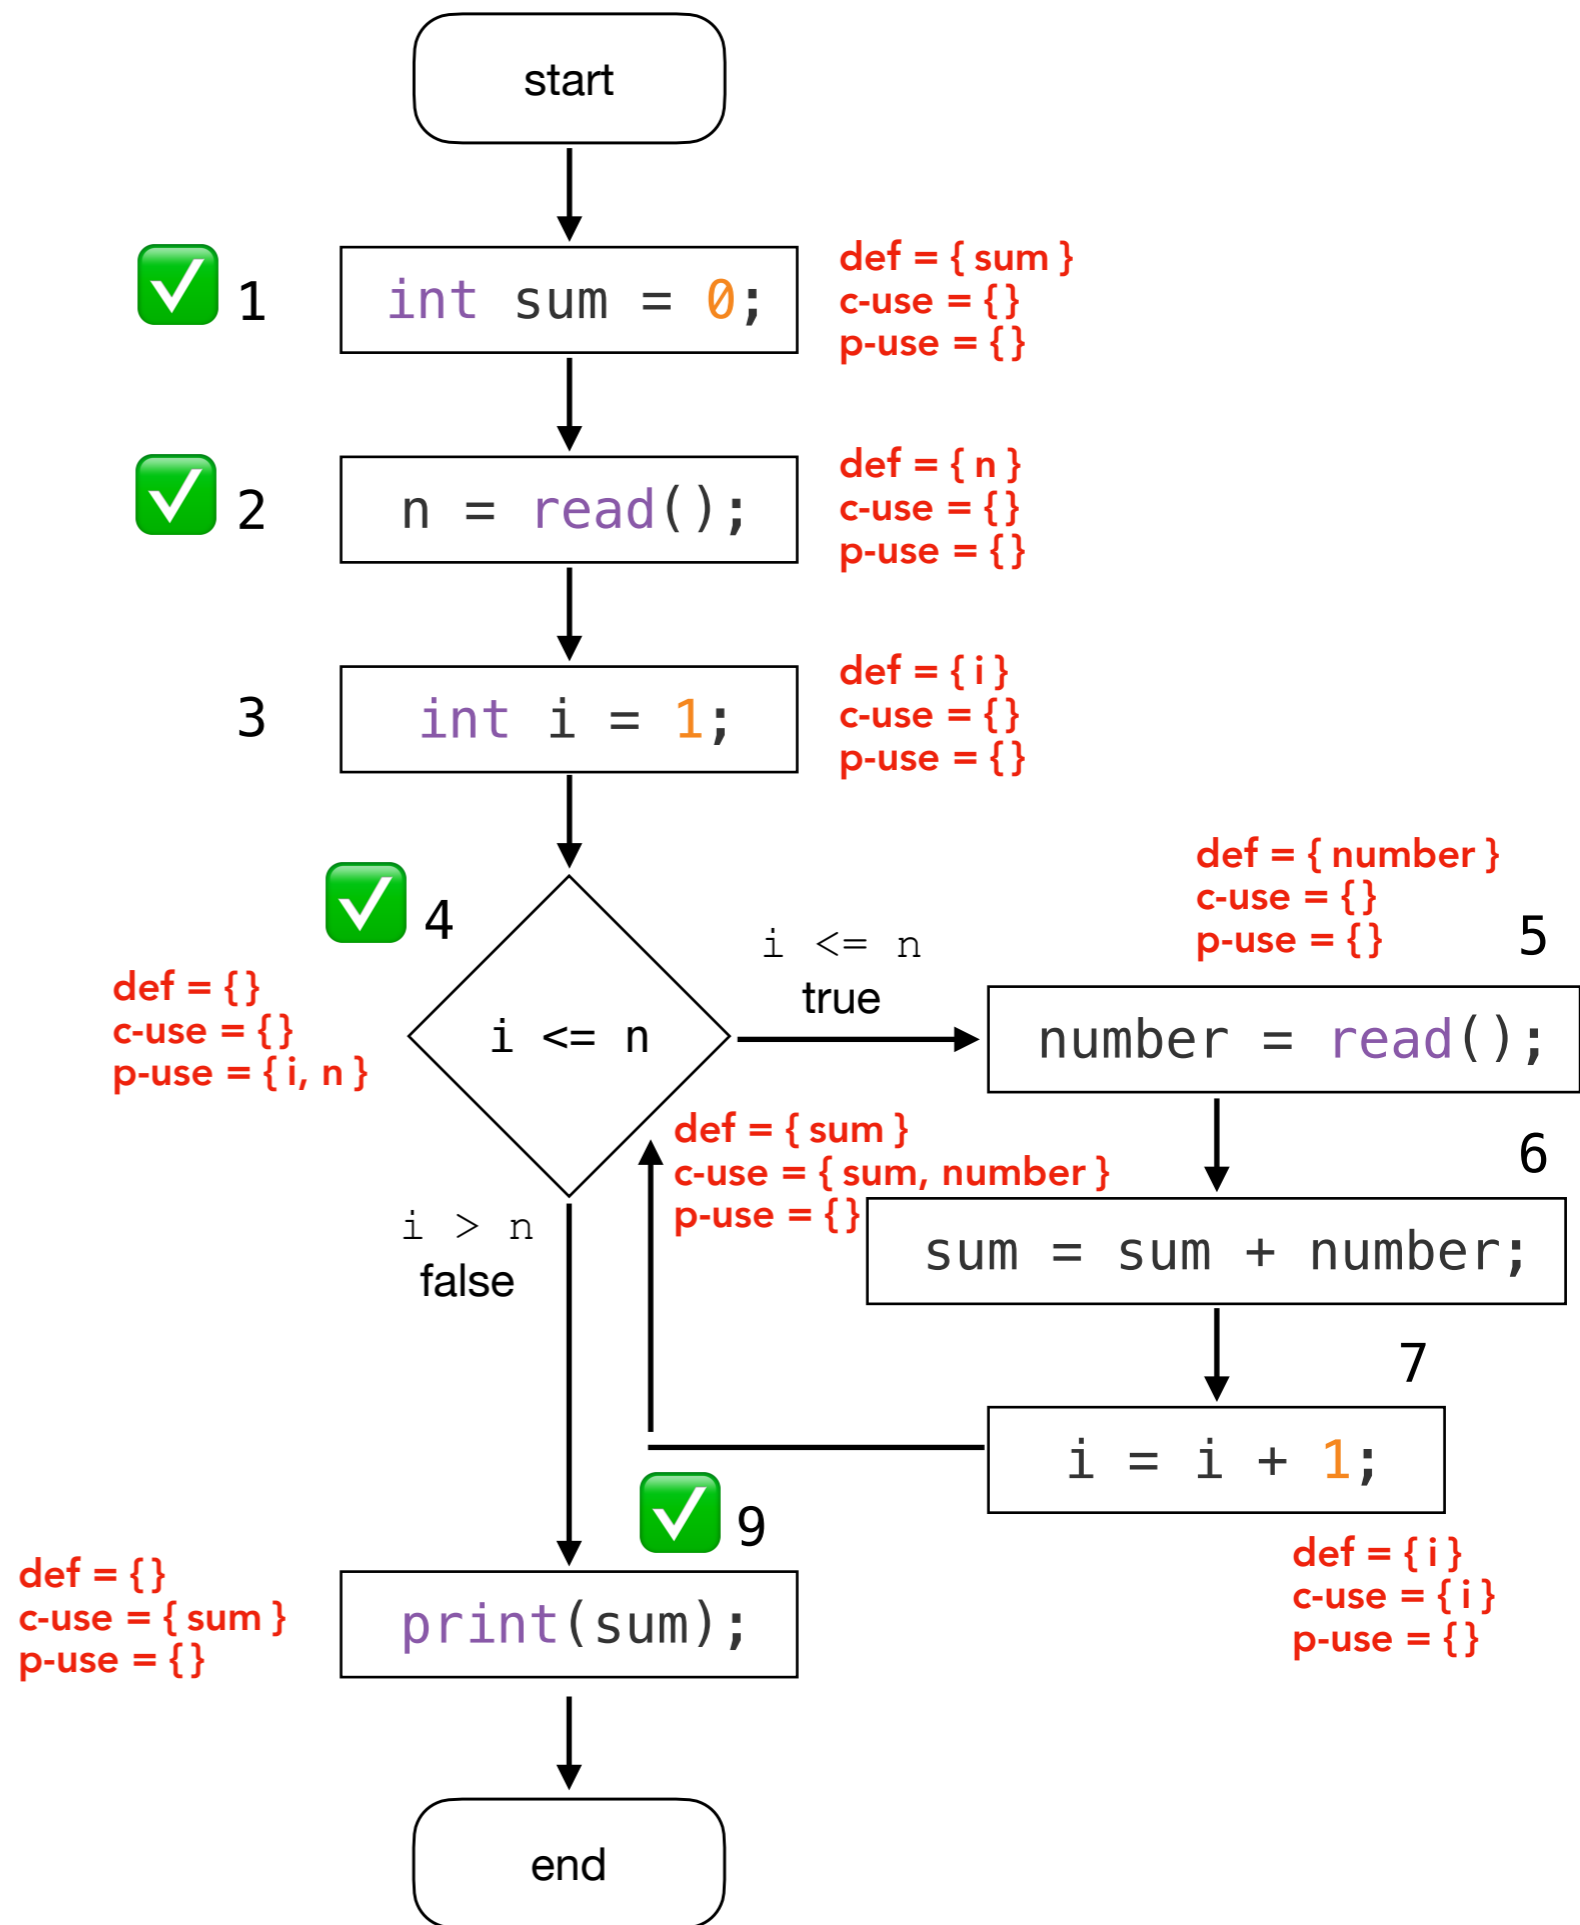 start
1
int sum = 0;
def = { sum }
c-use = { }
p-use = { }
2
n = read();
def = { n }
c-use = { }
p-use = { }
3
int i = 1;
def = { i }
c-use = { }
p-use = { }
4
i <= n
def = { }
c-use = { }
p-use = { i, n }
i <= n
true
def = { number }
c-use = { }
p-use = { }
5
number = read();
6
def = { sum }
c-use = { sum, number }
p-use = { }
sum = sum + number;
i > n
false
7
i = i + 1;
def = { i }
c-use = { i }
p-use = { }
9
def = { }
c-use = { sum }
p-use = { }
print(sum);
end